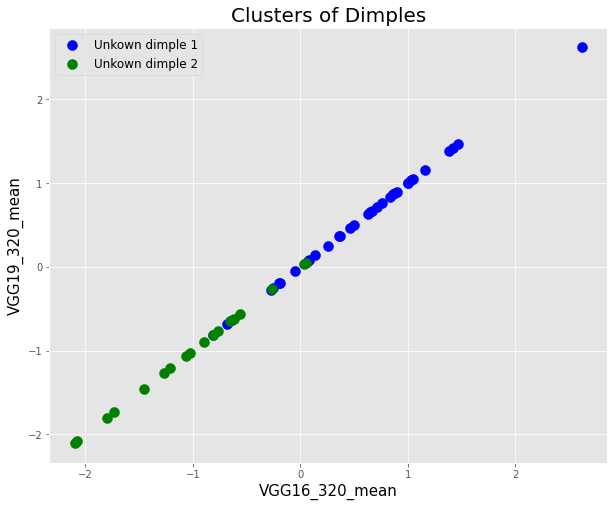 Clusters of Dimples
Unkown dimple 1
Unkown dimple 2
VGG19_320_mean
2
1
0
−1
−2
−2
−1
0
1
2
VGG16_320_mean